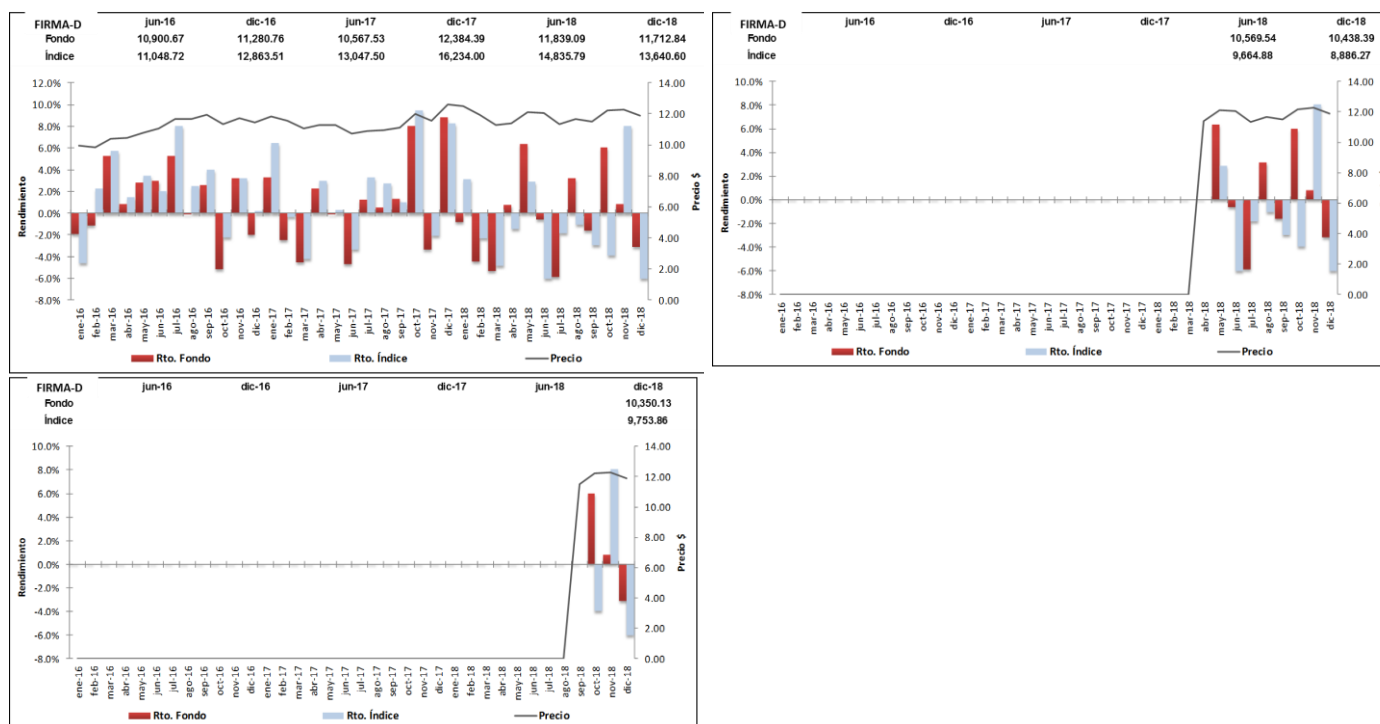 FIRMA-D jun-16 dic-16 jun-17 dic-17 jun-18 dic-18
Fondo 10,900.67 11,280.76 10,567.53 12,384.39 11,839.09 11,712.84
Índice 11,048.72 12,863.51 13,047.50 16,234.00 14,835.79 13,640.60
12.0% 14.00
10.0% 12.00
8.0%
6.0% 10.00
4.0% 8.00
2.0% 6.00
0.0%
-2.0% 4.00
-4.0% 2.00
-6.0%
-8.0% 0.00
Rendimiento
Precio $
ene-16 feb-16 mar-16 abr-16 may-16 jun-16 jul-16 ago-16 sep-16 oct-16 nov-16 dic-16 ene-17 feb-17 mar-17 abr-17 may-17 jun-17 jul-17 ago-17 sep-17 oct-17 nov-17 dic-17 ene-18 feb-18 mar-18 abr-18 may-18 jun-18 jul-18 ago-18 sep-18 oct-18 nov-18 dic-18
Rto. Fondo Rto. Índice Precio
FIRMA-D jun-16 dic-16 jun-17 dic-17 jun-18 dic-18
Fondo 10,569.54 10,438.39
Índice 9,664.88 8,886.27
10.0% 14.00
8.0% 12.00
6.0% 10.00
4.0%
2.0% 8.00
0.0% 6.00
-2.0% 4.00
-4.0%
-6.0% 2.00
-8.0% 0.00
Rendimiento
ene-16 feb-16 mar-16 abr-16 may-16 jun-16 jul-16 ago-16 sep-16 oct-16 nov-16 dic-16 ene-17 feb-17 mar-17 abr-17 may-17 jun-17 jul-17 ago-17 sep-17 oct-17 nov-17 dic-17 ene-18 feb-18 mar-18 abr-18 may-18 jun-18 jul-18 ago-18 sep-18 oct-18 nov-18 dic-18
Rto. Fondo Rto. Índice Precio
FIRMA-D jun-16 dic-16 jun-17 dic-17 jun-18 dic-18
Fondo 10,350.13
Índice 9,753.86
10.0% 14.00
8.0% 12.00
6.0% 10.00
4.0%
2.0% 8.00
0.0% 6.00
-2.0% 4.00
-4.0%
-6.0% 2.00
-8.0% 0.00
Rendimiento
Precio $
ene-16 feb-16 mar-16 abr-16 may-16 jun-16 jul-16 ago-16 sep-16 oct-16 nov-16 dic-16 ene-17 feb-17 mar-17 abr-17 may-17 jun-17 jul-17 ago-17 sep-17 oct-17 nov-17 dic-17 ene-18 feb-18 mar-18 abr-18 may-18 jun-18 jul-18 ago-18 sep-18 oct-18 nov-18 dic-18
Rto. Fondo Rto. Índice Precio